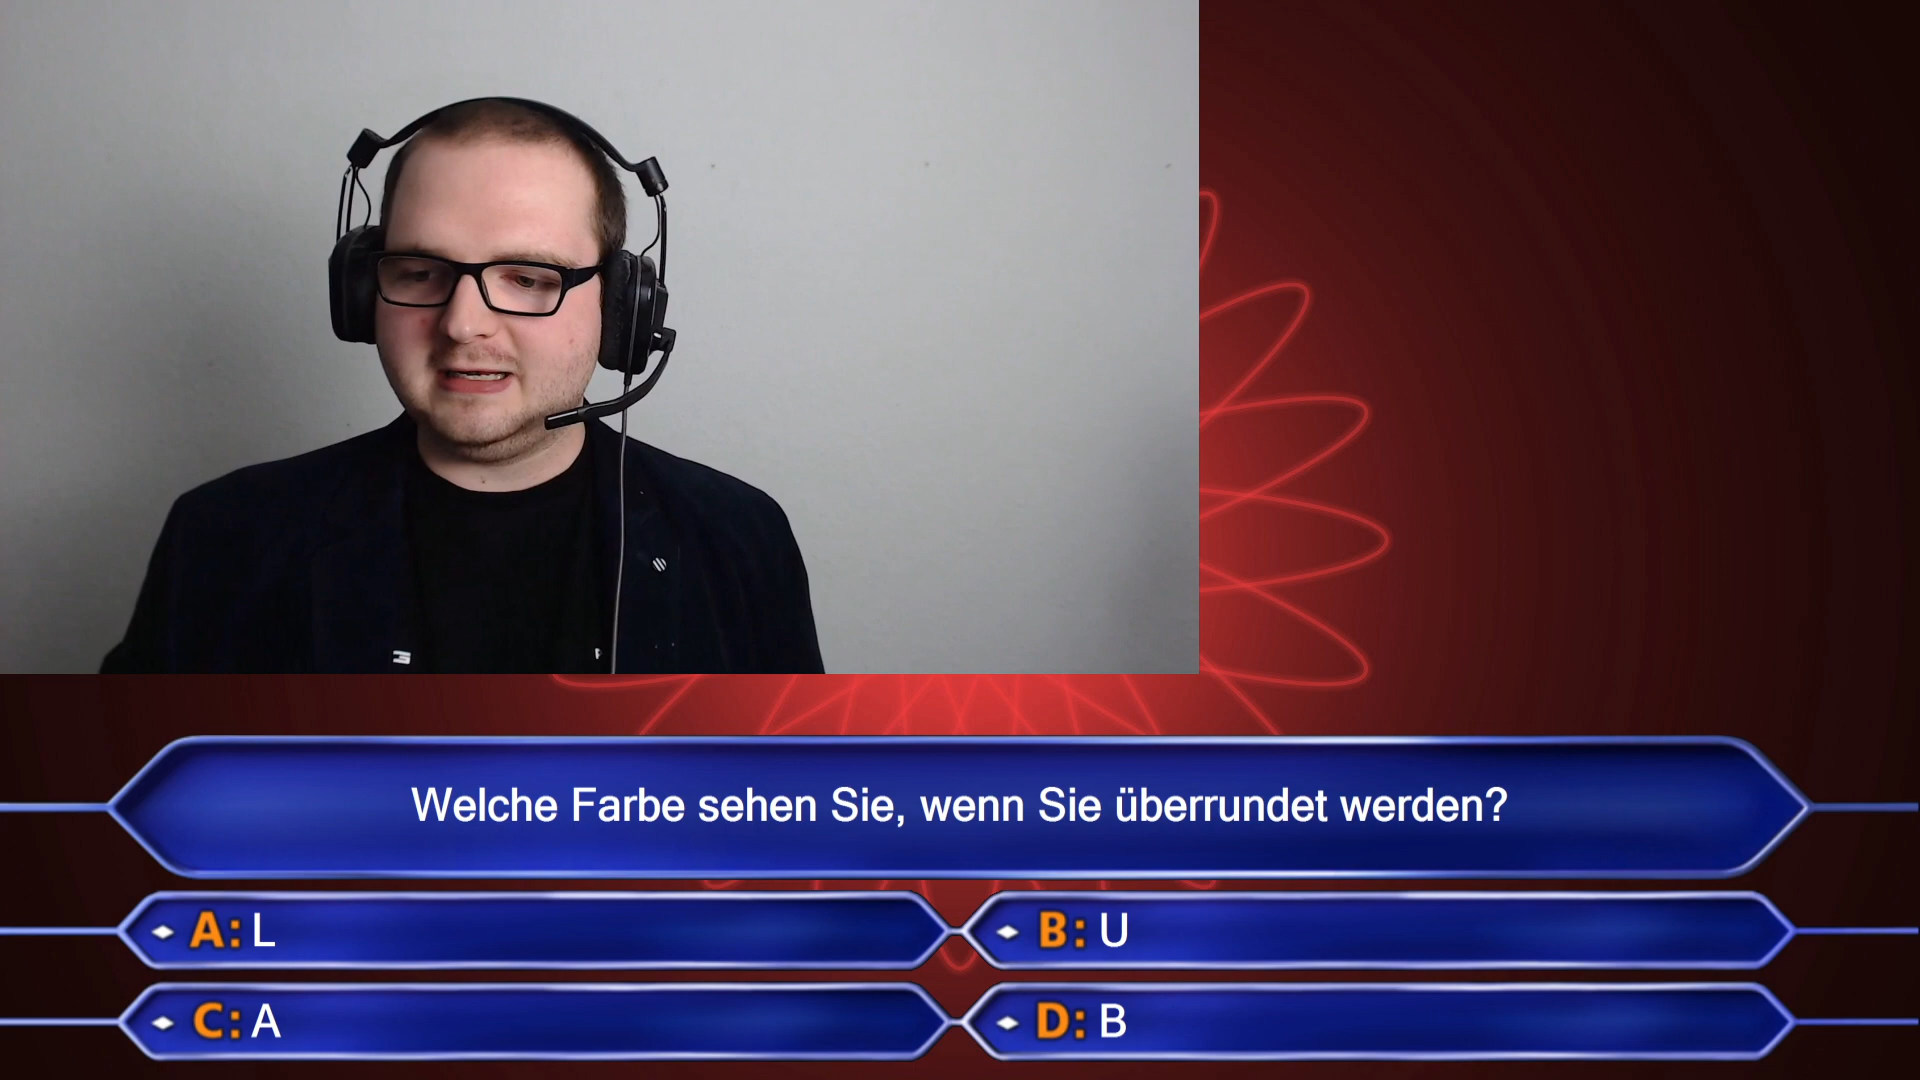 Welche Farbe sehen Sie, wenn Sie überrundet werden?
A: L
B: U
C: A
D: B